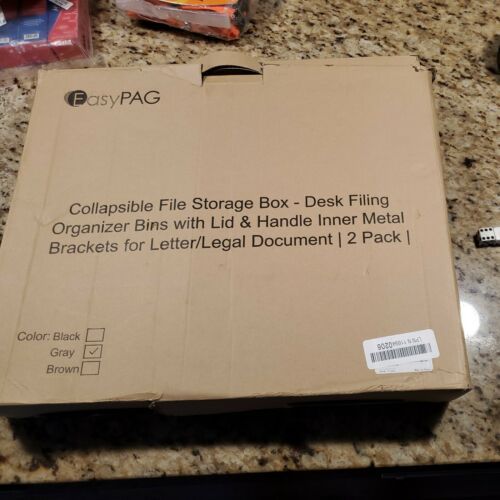 EasyPAG
Collapsible File Storage Box - Desk Filing
Organizer Bins with Lid & Handle Inner Metal
Brackets for Letter/Legal Document | 2 Pack |
Color: Black
Gray
Brown